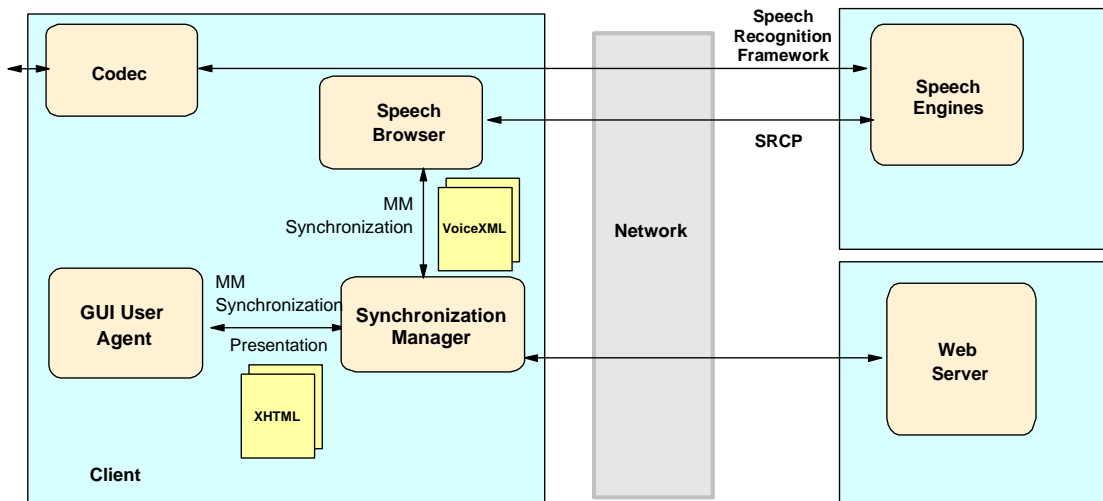 Speech
Recognition
Framework
Codec
Speech
Engines
Speech
Browser
SRCP
MM
Synchronization
VoiceXML
Network
GUI User
Agent
MM
Synchronization
Presentation
Synchronization
Manager
Web
Server
XHTML
Client